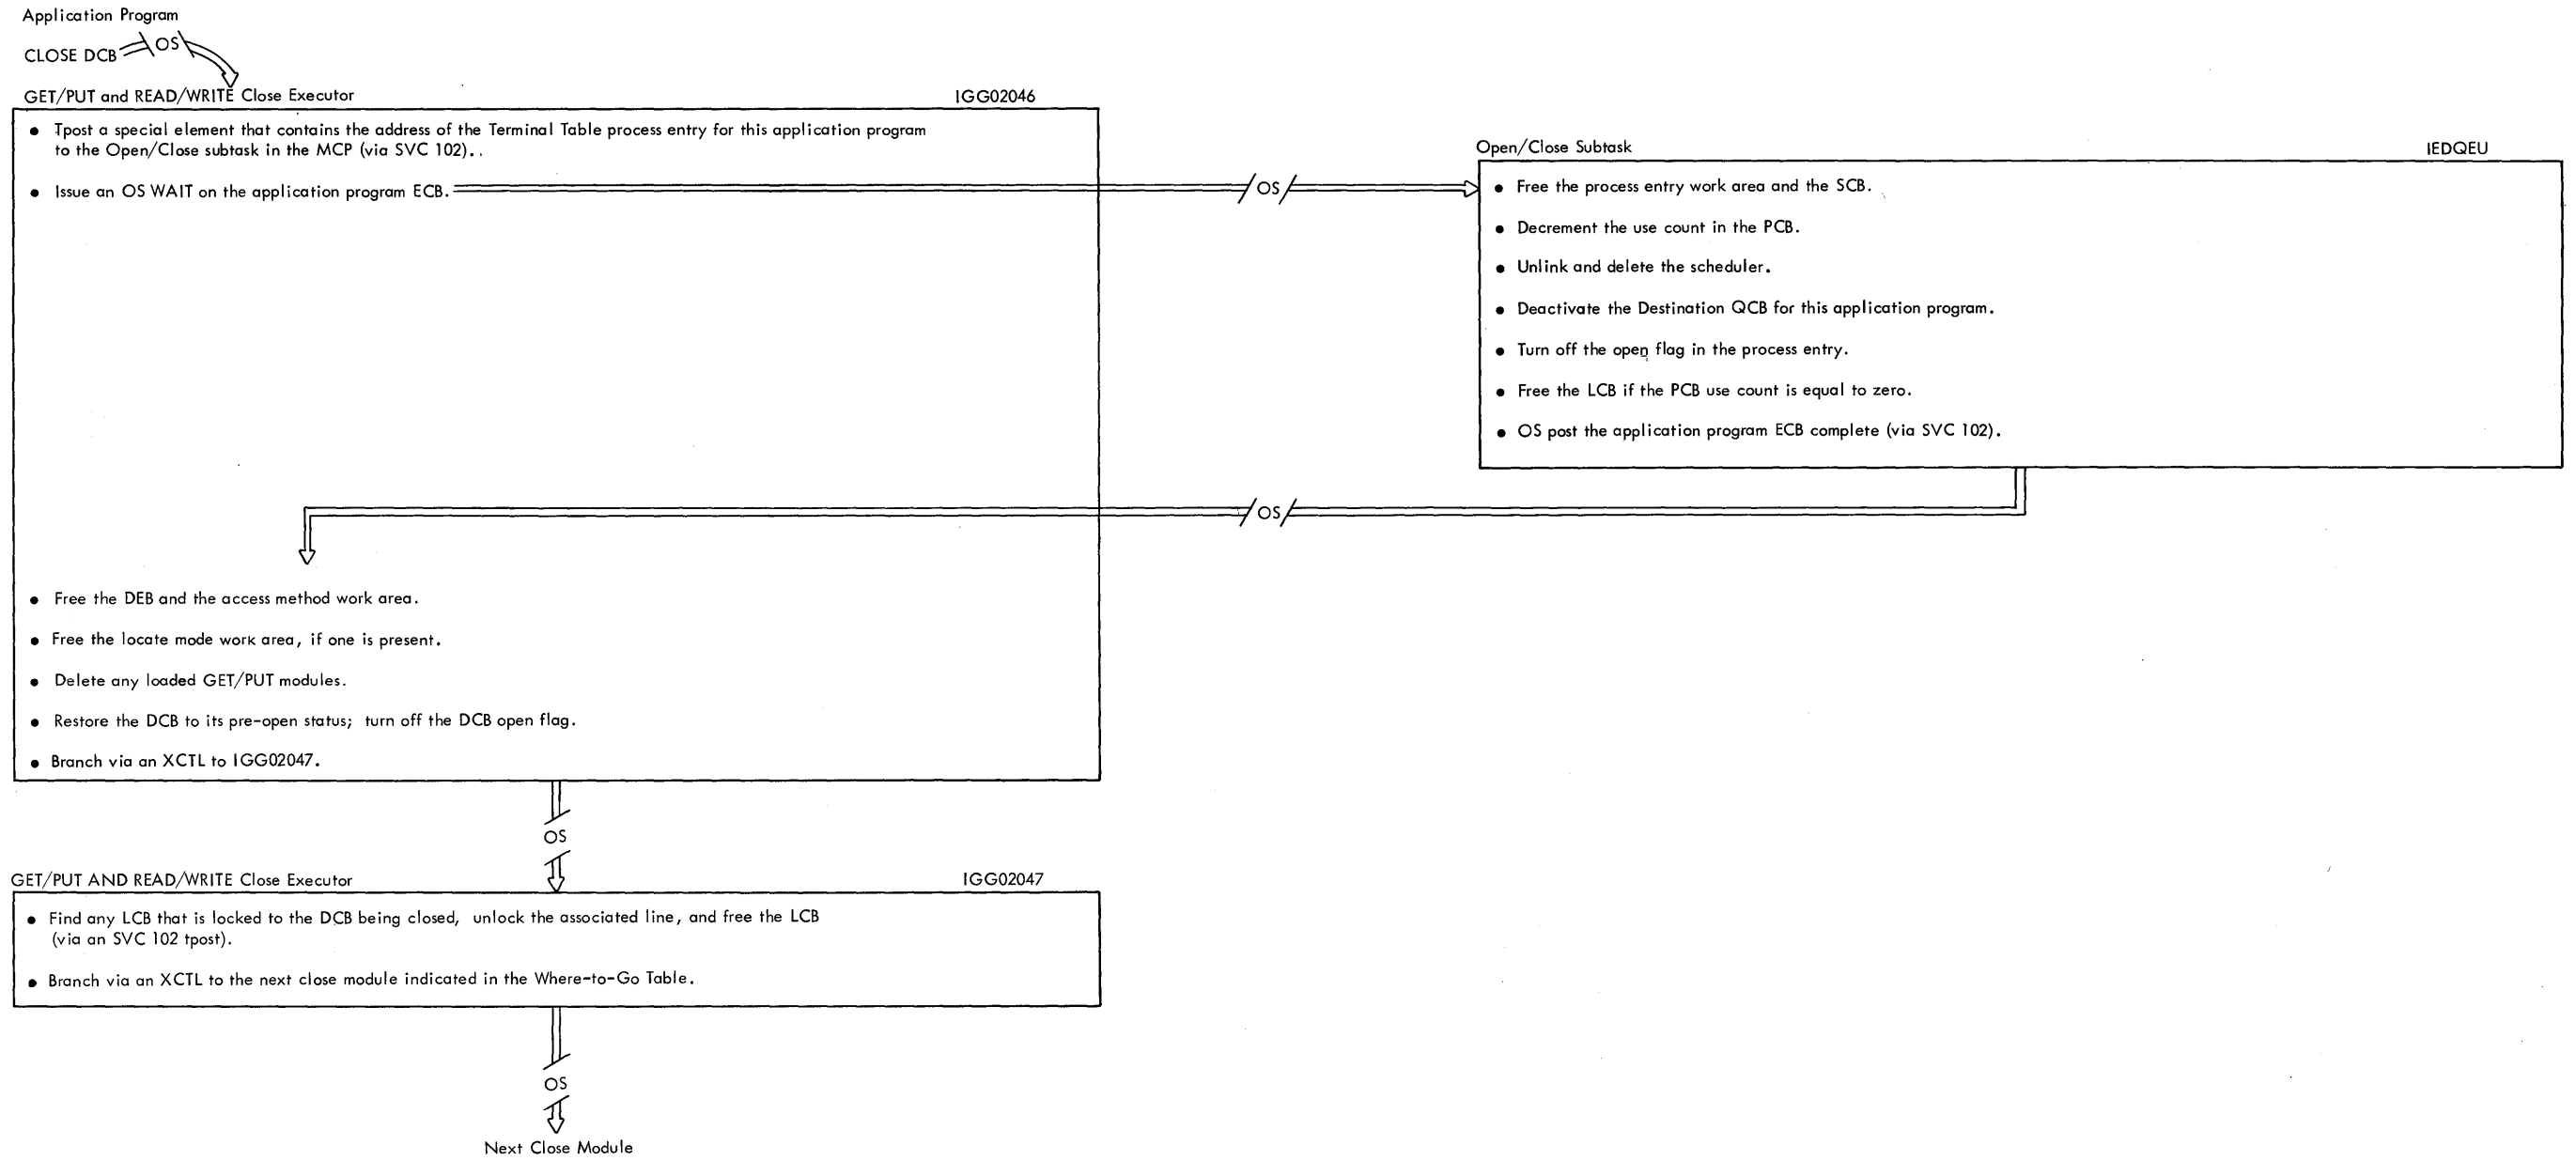 Application Program
CLOSE DCB OS
GET/PUT and READ/WRITE Close Executor IGG02046
• Tpost a special element that contains the address of the Terminal Table process entry for this application program
to the Open/Close subtask in the MCP (via SVC 102)..
• Issue an OS WAIT on the application program ECB.
OS
Open/Close Subtask IEDQEU
• Free the process entry work area and the SCB.
• Decrement the use count in the PCB.
• Unlink and delete the scheduler.
• Deactivate the Destination QCB for this application program.
• Turn off the open flag in the process entry.
• Free the LCB if the PCB use count is equal to zero.
• OS post the application program ECB complete (via SVC 102).
OS
• Free the DEB and the access method work area.
• Free the locate mode work area, if one is present.
• Delete any loaded GET/PUT modules.
• Restore the DCB to its pre-open status; turn off the DCB open flag.
• Branch via an XCTL to IGG02047.
OS
GET/PUT AND READ/WRITE Close Executor IGG02047
• Find any LCB that is locked to the DCB being closed, unlock the associated line, and free the LCB
(via an SVC 102 tpost).
• Branch via an XCTL to the next close module indicated in the Where-to-Go Table.
OS
Next Close Module